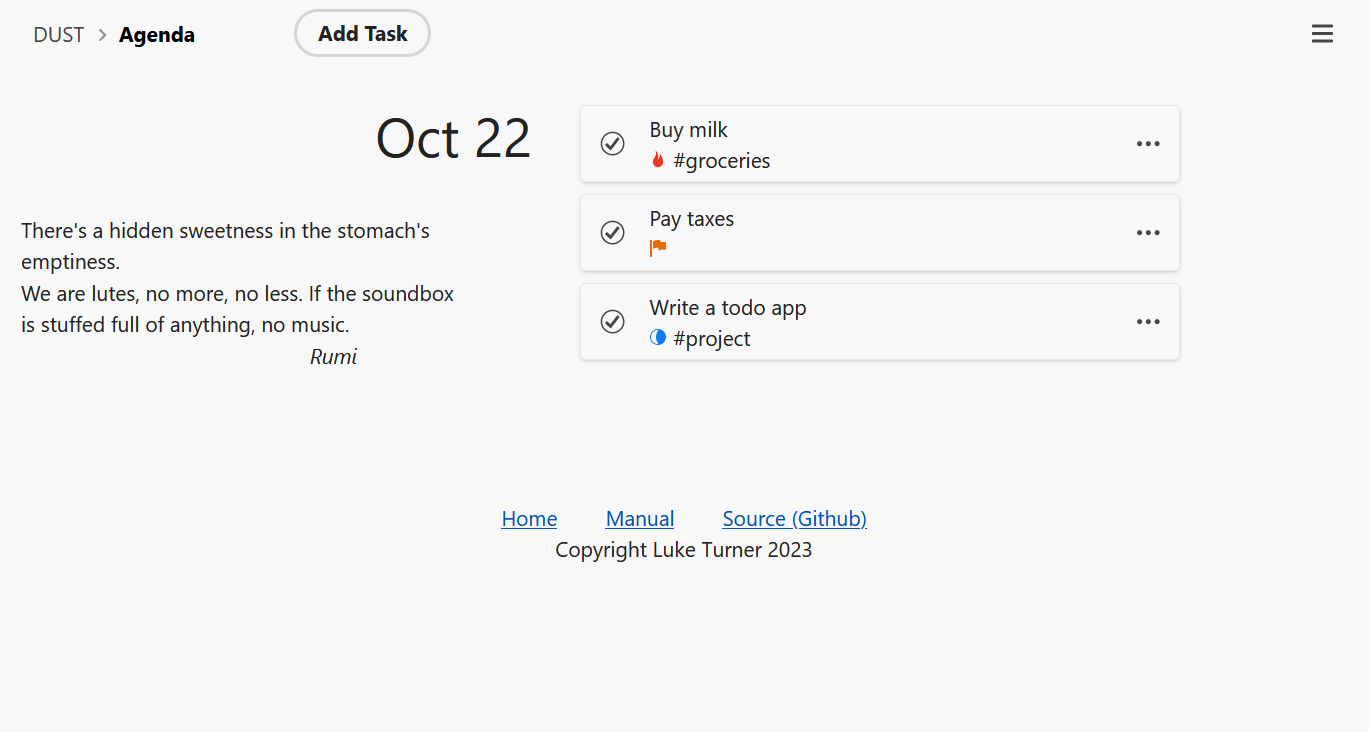 DUST > Agenda
Add Task
Oct 22
There's a hidden sweetness in the stomach's
emptiness.
We are lutes, no more, no less. If the soundbox
is stuffed full of anything, no music.
Rumi
Buy milk
#groceries
Pay taxes
Write a todo app
#project
Home Manual Source (Github)
Copyright Luke Turner 2023